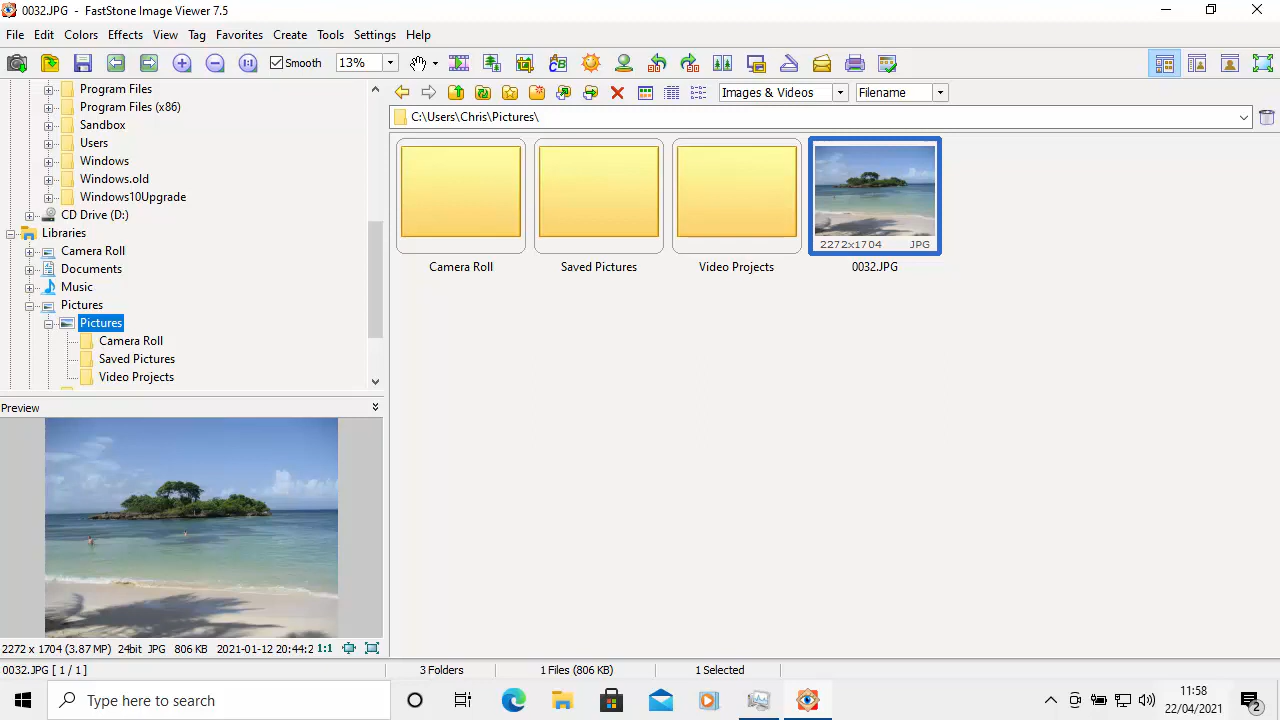 0032.JPG - FastStone Image Viewer 7.5
File Edit Colors Effects View Tag Favorites Create Tools Settings Help
Smooth 13%
Program Files
Program Files (x86)
Sandbox
Users
Windows
Windows.old
Windows10Upgrade
CD Drive (D:)
Libraries
Camera Roll
Documents
Music
Pictures
Pictures
Camera Roll
Saved Pictures
Video Projects
Images & Videos Filename
C:\Users\Chris\Pictures\
2272x1704 JPG
Camera Roll Saved Pictures Video Projects 0032.JPG
Preview
2272 x 1704 (3.87 MP) 24bit JPG 806 KB 2021-01-12 20:44:2 1:1
0032.JPG [ 1 / 1 ] 3 Folders 1 Files (806 KB) 1 Selected
Type here to search
11:58
22/04/2021
2